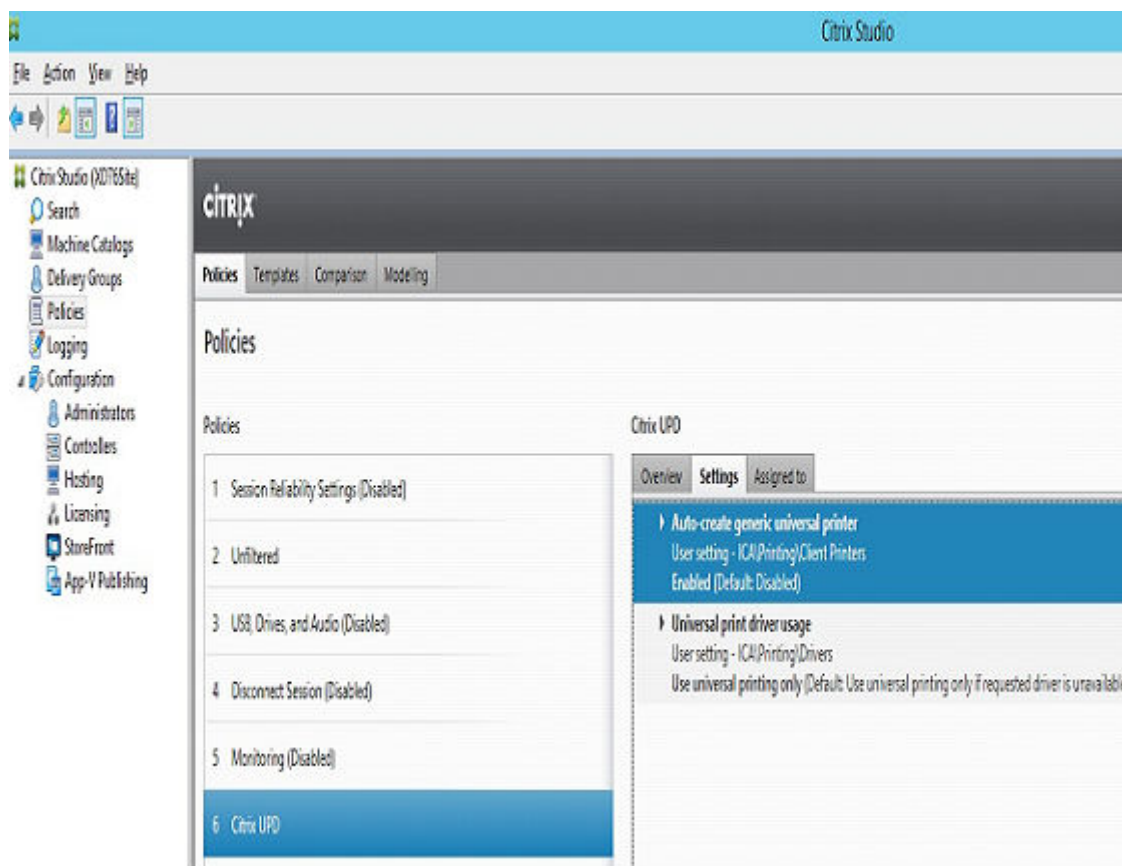 Citrix Studio
File Action View Help
Citrix Studio (XD76Site)
Search
Machine Catalogs
Delivery Groups
Policies
Logging
Configuration
Administrators
Controllers
Hosting
Licensing
StoreFront
App-V Publishing
CİTRIX
Policies Templates Comparison Modeling
Policies
Policies
1 Session Reliability Settings (Disabled)
2 Unfiltered
3 USB, Drives, and Audio (Disabled)
4 Disconnect Session (Disabled)
5 Monitoring (Disabled)
6 Citrix UPD
Citrix UPD
Overview Settings Assigned to
Auto-create generic universal printer
User setting - ICA\Printing\Client Printers
Enabled (Default: Disabled)
Universal print driver usage
User setting - ICA\Printing\Drivers
Use universal printing only (Default: Use universal printing only if requested driver is unavailable